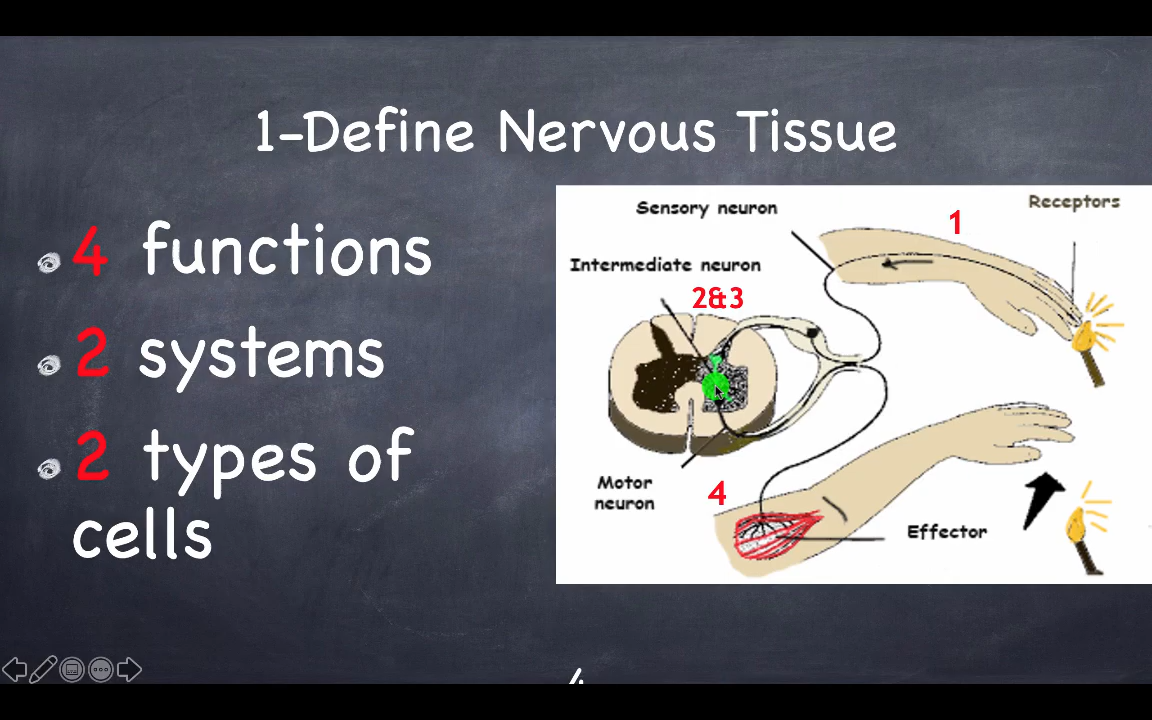 1-Define Nervous Tissue
4 functions
2 systems
2 types of
cells
Sensory neuron
Receptors
1
Intermediate neuron
2&3
Motor
neuron
4
Effector
4